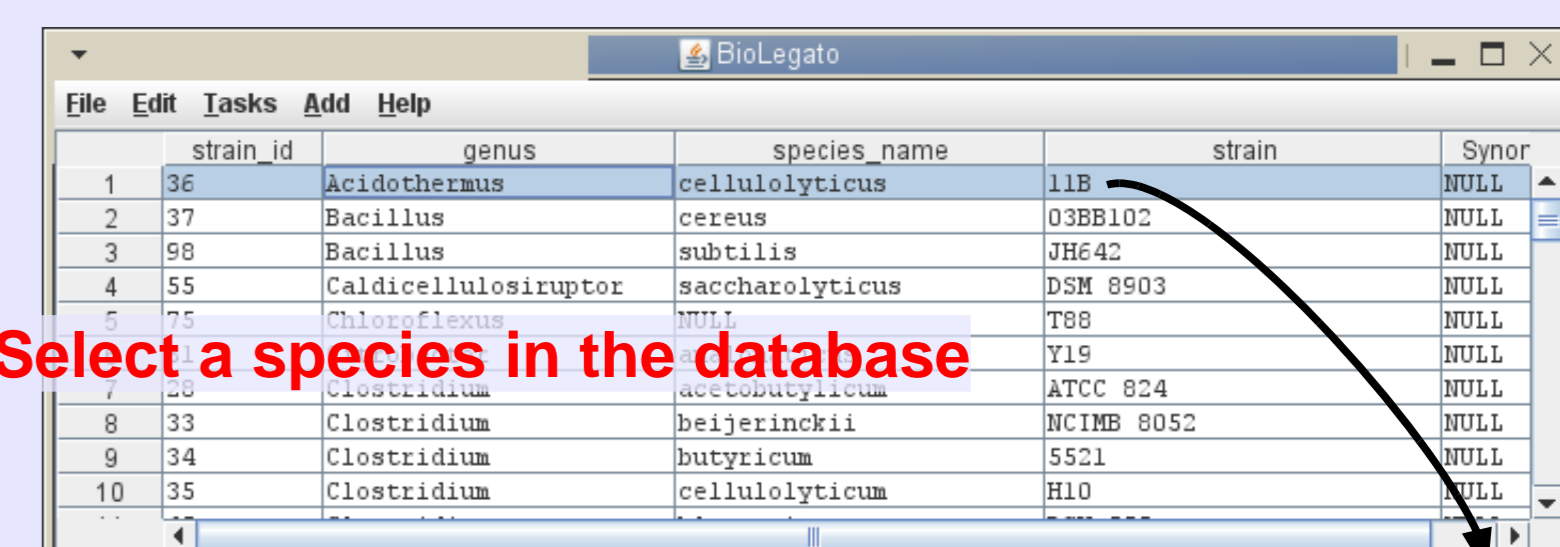 BioLegato
File Edit Tasks Add Help
strain_id genus species_name strain Synor
1 36 Acidothermus cellulolyticus 11B NULL
2 37 Bacillus cereus 03BB102 NULL
3 98 Bacillus subtilis JH642 NULL
4 55 Caldicellulosiruptor saccharolyticus DSM 8903 NULL
5 75 Chloroflexus NULL T88 NULL
Select a species in the database
Y19 NULL
7 28 Clostridium acetobutylicum ATCC 824 NULL
8 33 Clostridium beijerinckii NCIMB 8052 NULL
9 34 Clostridium butyricum 5521 NULL
10 35 Clostridium cellulolyticum H10 NULL